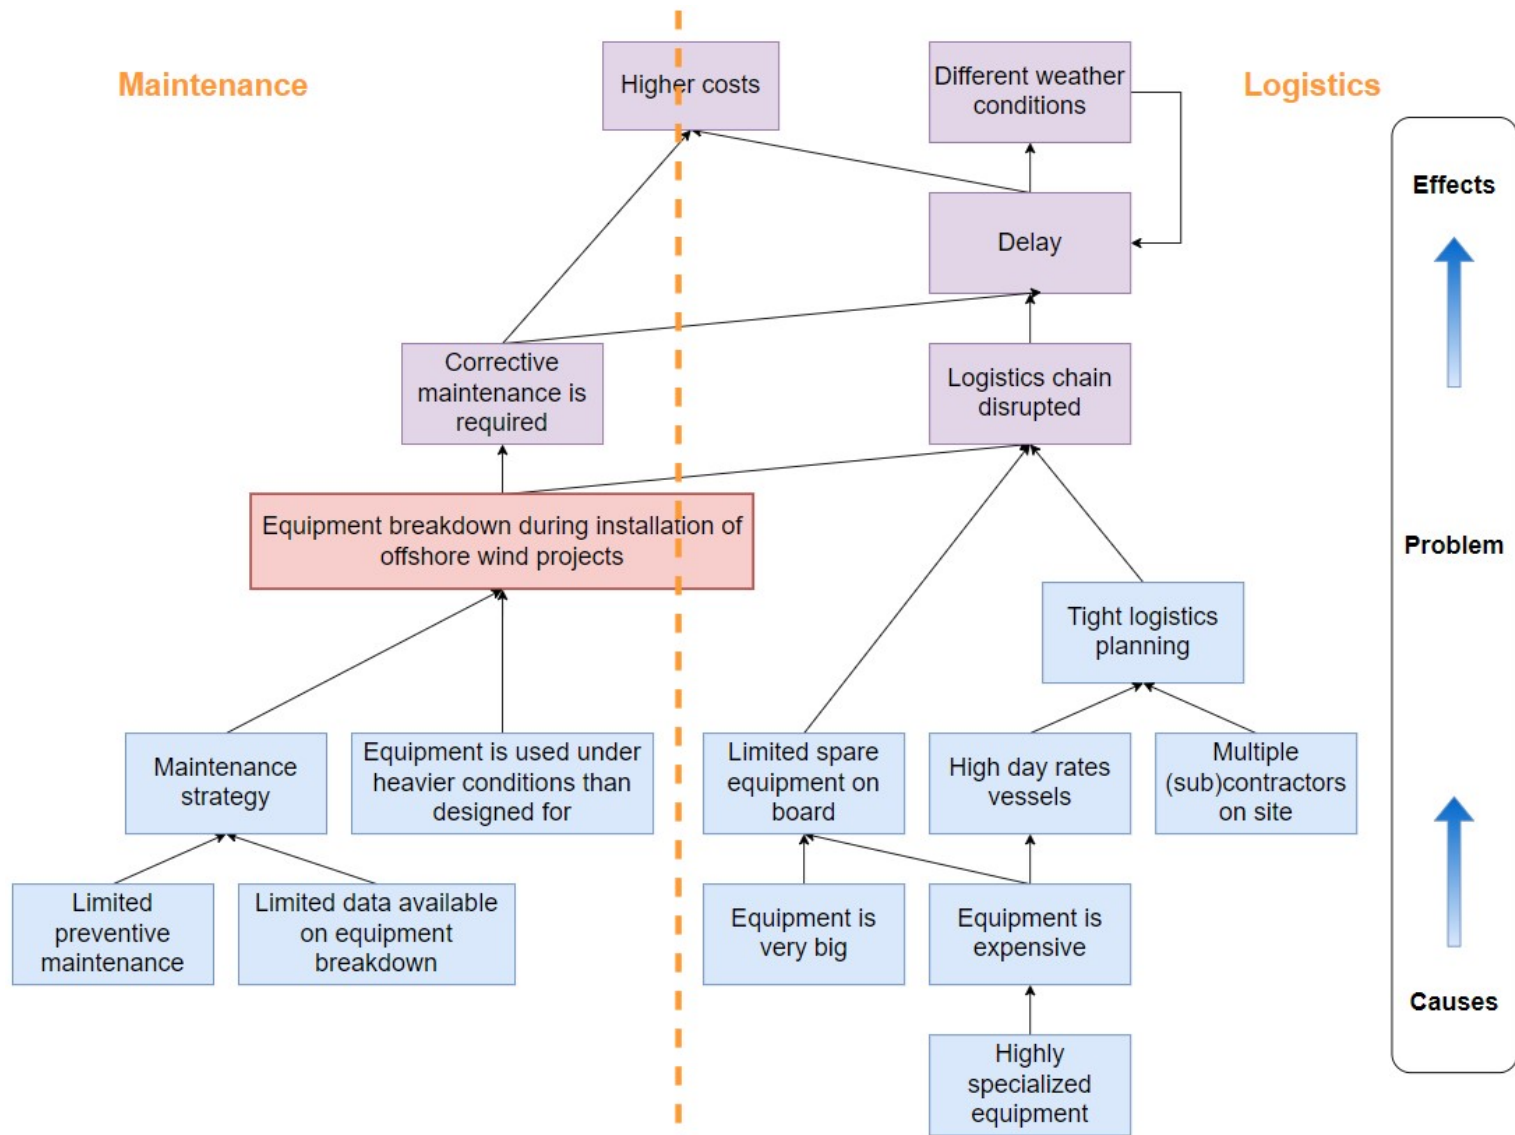 Maintenance
Higher costs
Different weather
conditions
Logistics
Effects
Delay
Corrective
maintenance is
required
Logistics chain
disrupted
Equipment breakdown during installation of
offshore wind projects
Problem
Tight logistics
planning
Maintenance
strategy
Equipment is used under
heavier conditions than
designed for
Limited spare
equipment on
board
High day rates
vessels
Multiple
(sub)contractors
on site
Limited
preventive
maintenance
Limited data available
on equipment
breakdown
Equipment is
very big
Equipment is
expensive
Causes
Highly
specialized
equipment